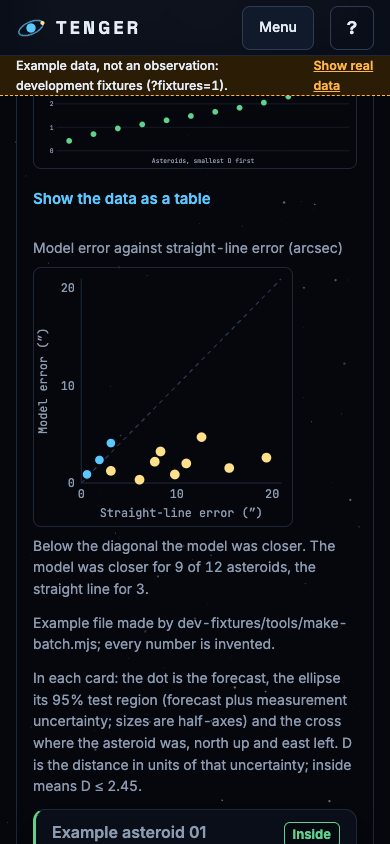 TENGER
Menu
?
Example data, not an observation:
development fixtures (?fixtures=1).
Show real
data
2
1
0
Asteroids, smallest D first
Show the data as a table
Model error against straight-line error (arcsec)
20
10
0
Model error (″)
0
10
20
Straight-line error (″)
Below the diagonal the model was closer. The
model was closer for 9 of 12 asteroids, the
straight line for 3.
Example file made by dev-fixtures/tools/make-
batch.mjs; every number is invented.
In each card: the dot is the forecast, the ellipse
its 95% test region (forecast plus measurement
uncertainty; sizes are half-axes) and the cross
where the asteroid was, north up and east left. D
is the distance in units of that uncertainty; inside
means D ≤ 2.45.
Example asteroid 01
Inside